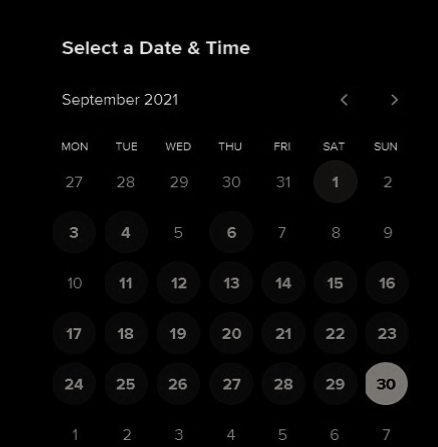 Select a Date & Time
September 2021
MON TUE WED THU FRI SAT SUN
27 28 29 30 31 1 2
3 4 5 6 7 8 9
10 11 12 13 14 15 16
17 18 19 20 21 22 23
24 25 26 27 28 29 30
1 2 3 4 5 6 7